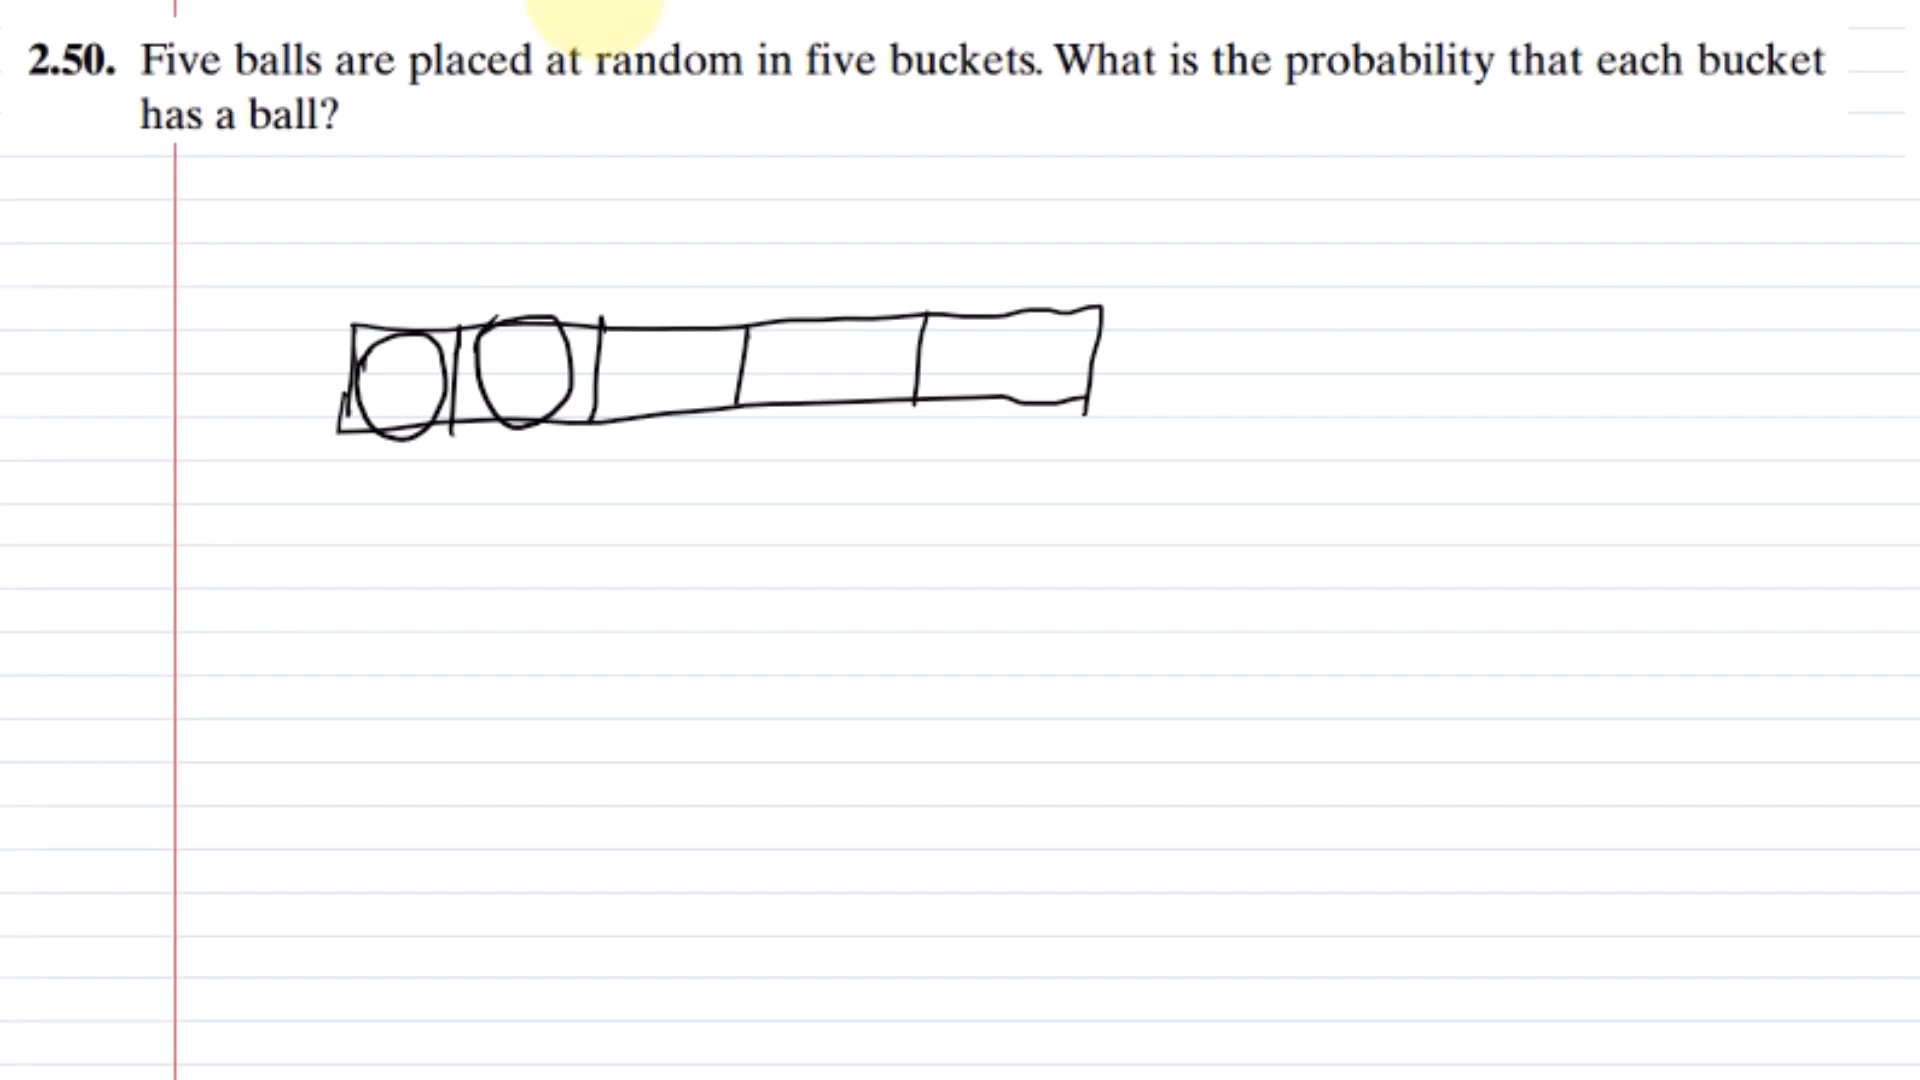 2.50. Five balls are placed at random in five buckets. What is the probability that each bucket
has a ball?